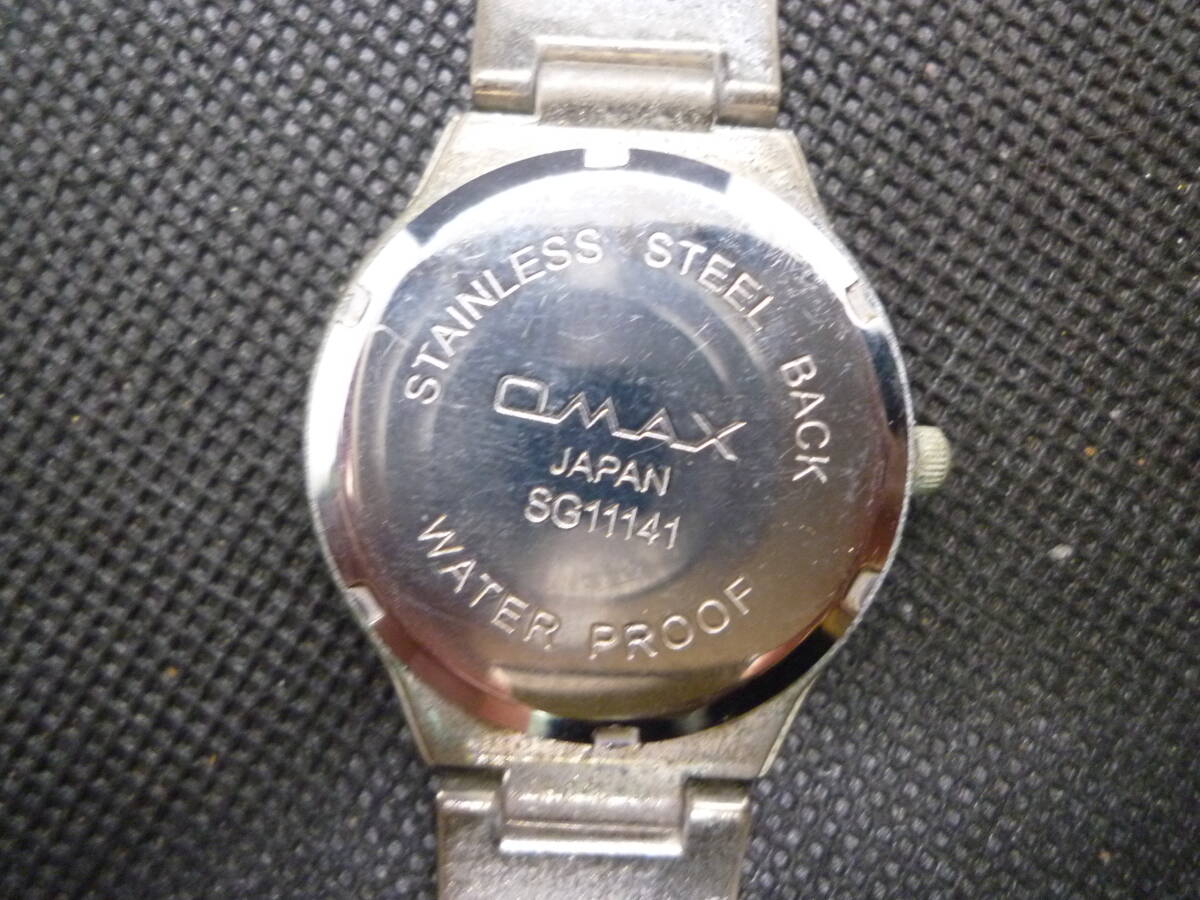 STAINLESS STEEL BACK
OMAX
JAPAN
SG11141
WATER PROOF